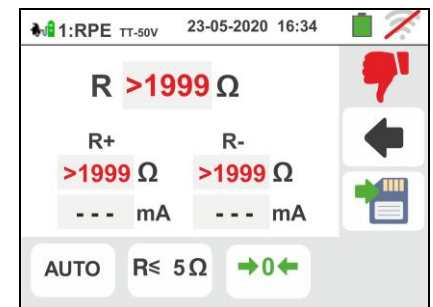 1:RPE TT-50V 23-05-2020 16:34
R >1999 Ω
R+ R-
>1999 Ω >1999 Ω
- - - mA - - - mA
AUTO R≤ 5Ω →0←